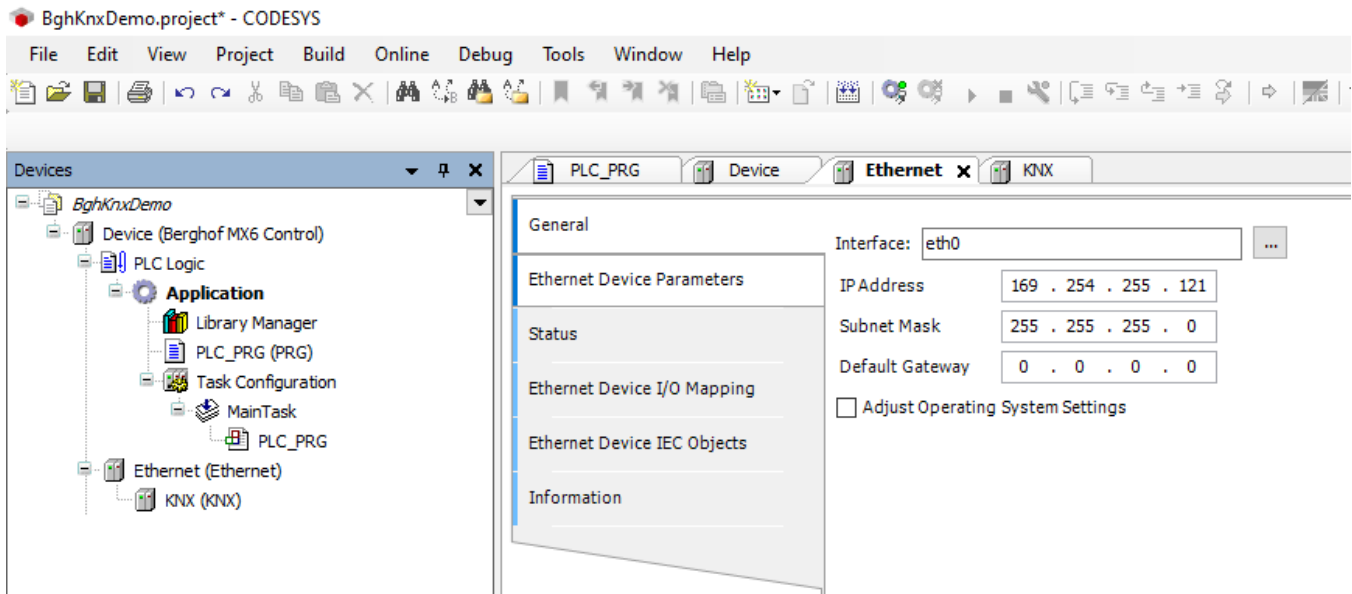 BghKnxDemo.project* - CODESYS
File Edit View Project Build Online Debug Tools Window Help
Devices
BghKnxDemo
Device (Berghof MX6 Control)
PLC Logic
Application
Library Manager
PLC_PRG (PRG)
Task Configuration
MainTask
PLC_PRG
Ethernet (Ethernet)
KNX (KNX)
PLC_PRG Device Ethernet KNX
General
Ethernet Device Parameters
Status
Ethernet Device I/O Mapping
Ethernet Device IEC Objects
Information
Interface: eth0 ...
IPAddress 169 . 254 . 255 . 121
Subnet Mask 255 . 255 . 255 . 0
Default Gateway 0 . 0 . 0 . 0
Adjust Operating System Settings